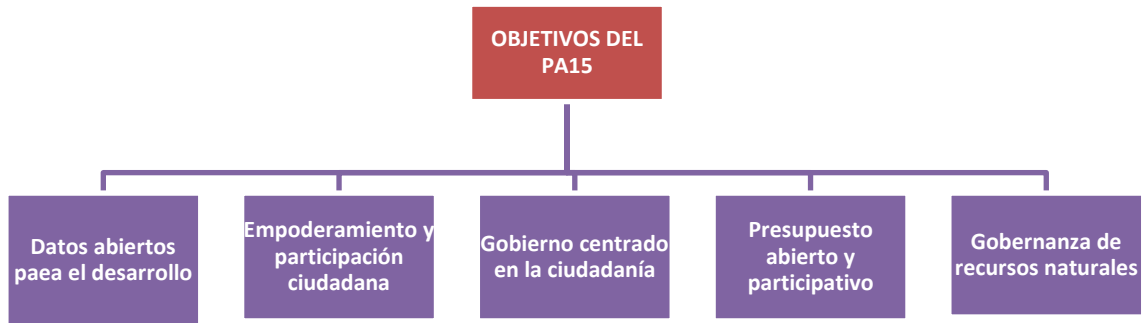 OBJETIVOS DEL
PA15
Datos abiertos
paea el desarrollo
Empoderamiento y
participación
ciudadana
Gobierno centrado
en la ciudadanía
Presupuesto
abierto y
participativo
Gobernanza de
recursos naturales